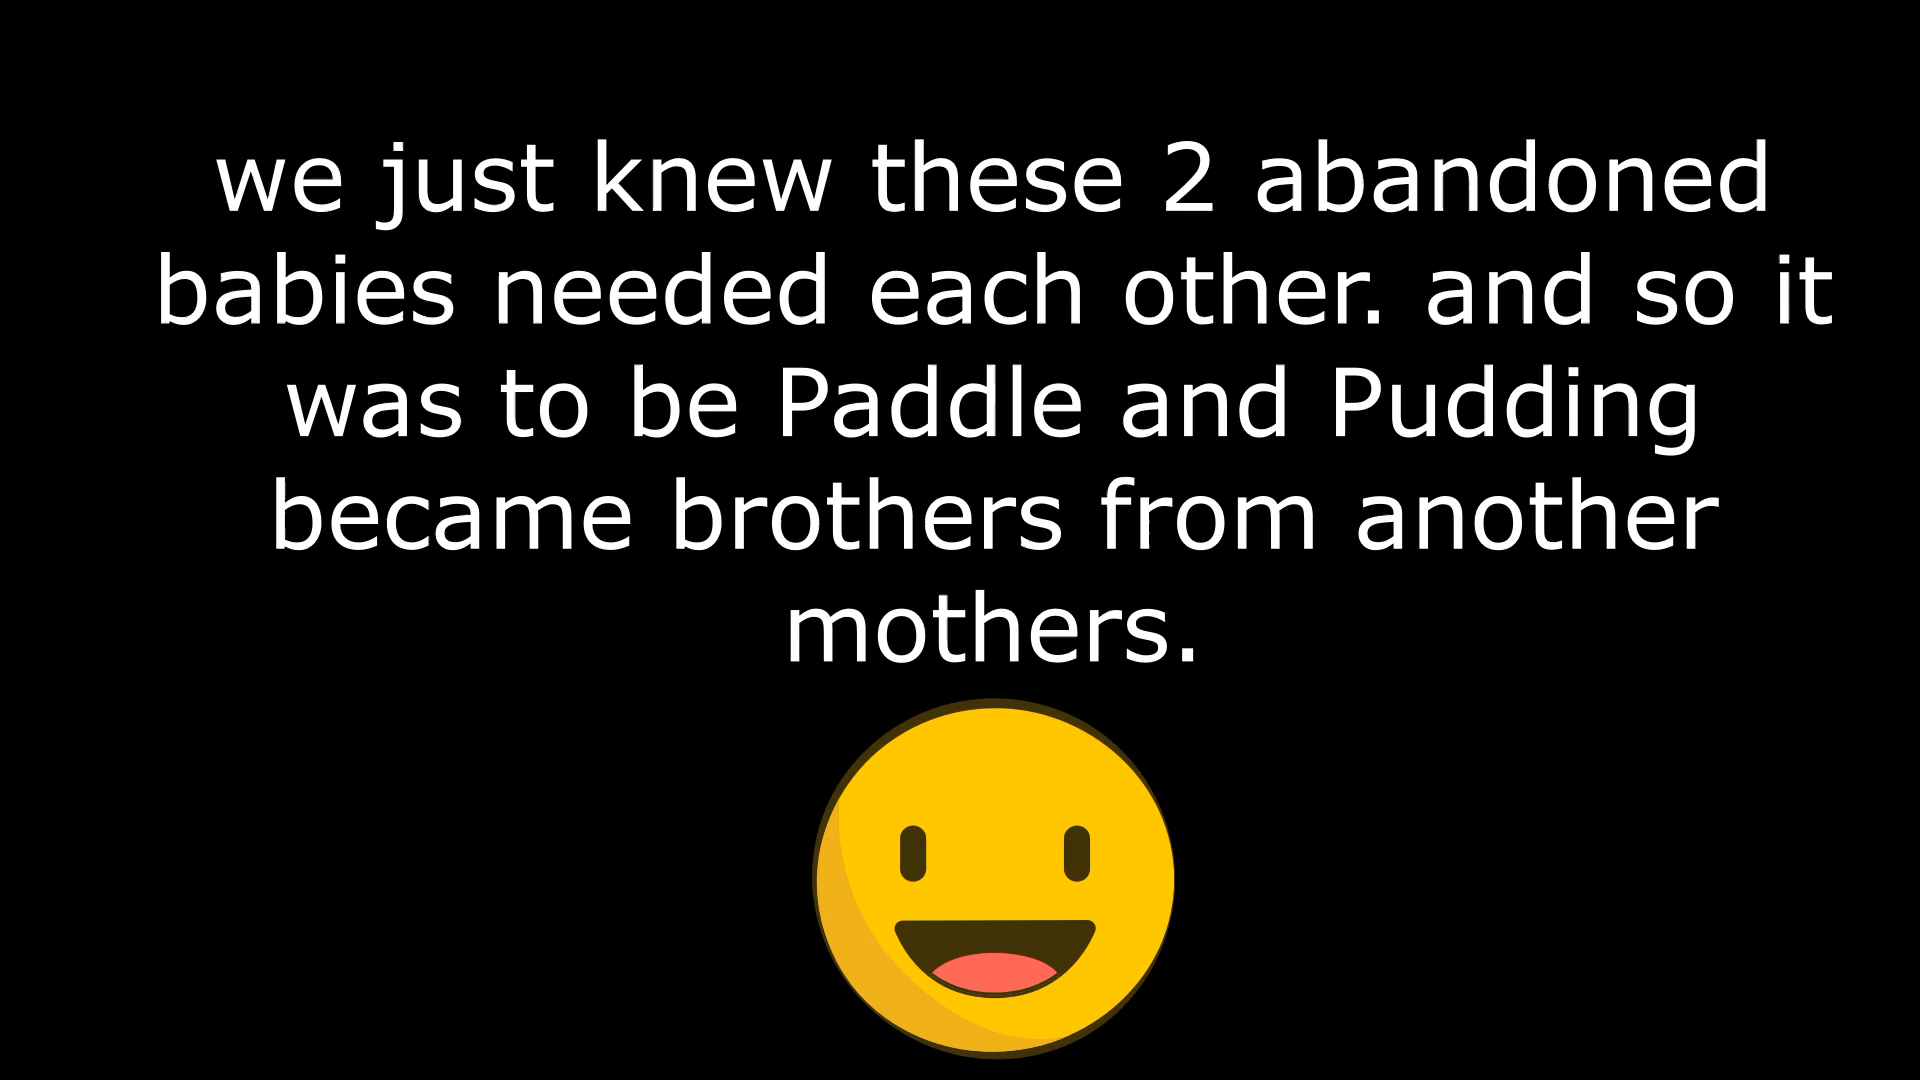 we just knew these 2 abandoned
babies needed each other. and so it
was to be Paddle and Pudding
became brothers from another
mothers.